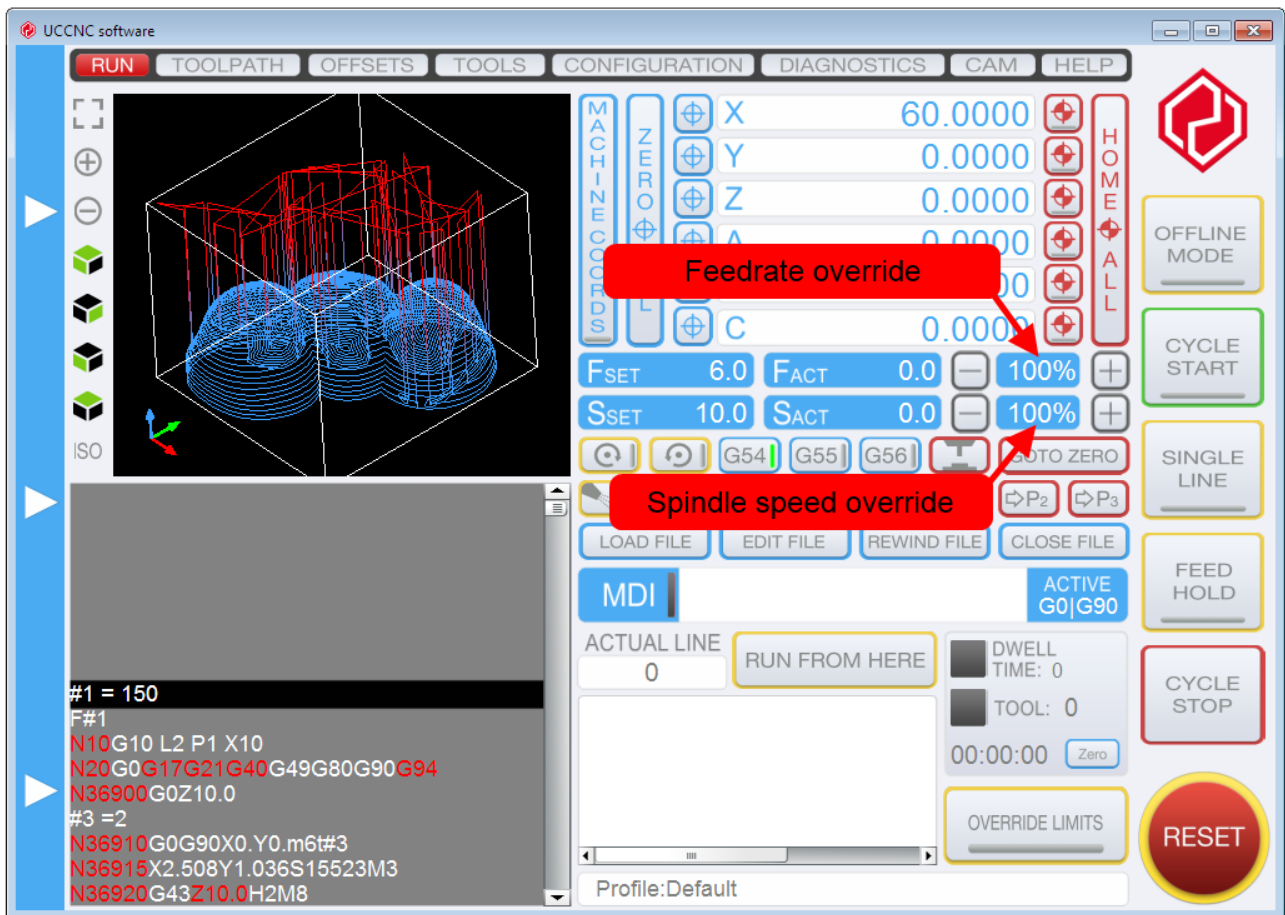 UCCNC software
RUN TOOLPATH OFFSETS TOOLS CONFIGURATION DIAGNOSTICS CAM HELP
MACHINE COORDS
ZERO
L
X 60.0000
Y 0.0000
Z 0.0000
A 0.0000
00
C 0.0000
HOME ALL
Feedrate override
FSET 6.0 FACT 0.0 100%
SSET 10.0 SACT 0.0 100%
ISO
G54 G55 G56 GOTO ZERO
Spindle speed override
P2 P3
LOAD FILE EDIT FILE REWIND FILE CLOSE FILE
MDI
ACTIVE
G0|G90
ACTUAL LINE
0
RUN FROM HERE
DWELL
TIME: 0
TOOL: 0
00:00:00 Zero
OVERRIDE LIMITS
Profile:Default
#1 = 150
F#1
N10G10 L2 P1 X10
N20G0G17G21G40G49G80G90G94
N36900G0Z10.0
#3 =2
N36910G0G90X0.Y0.m6t#3
N36915X2.508Y1.036S15523M3
N36920G43Z10.0H2M8
OFFLINE
MODE
CYCLE
START
SINGLE
LINE
FEED
HOLD
CYCLE
STOP
RESET